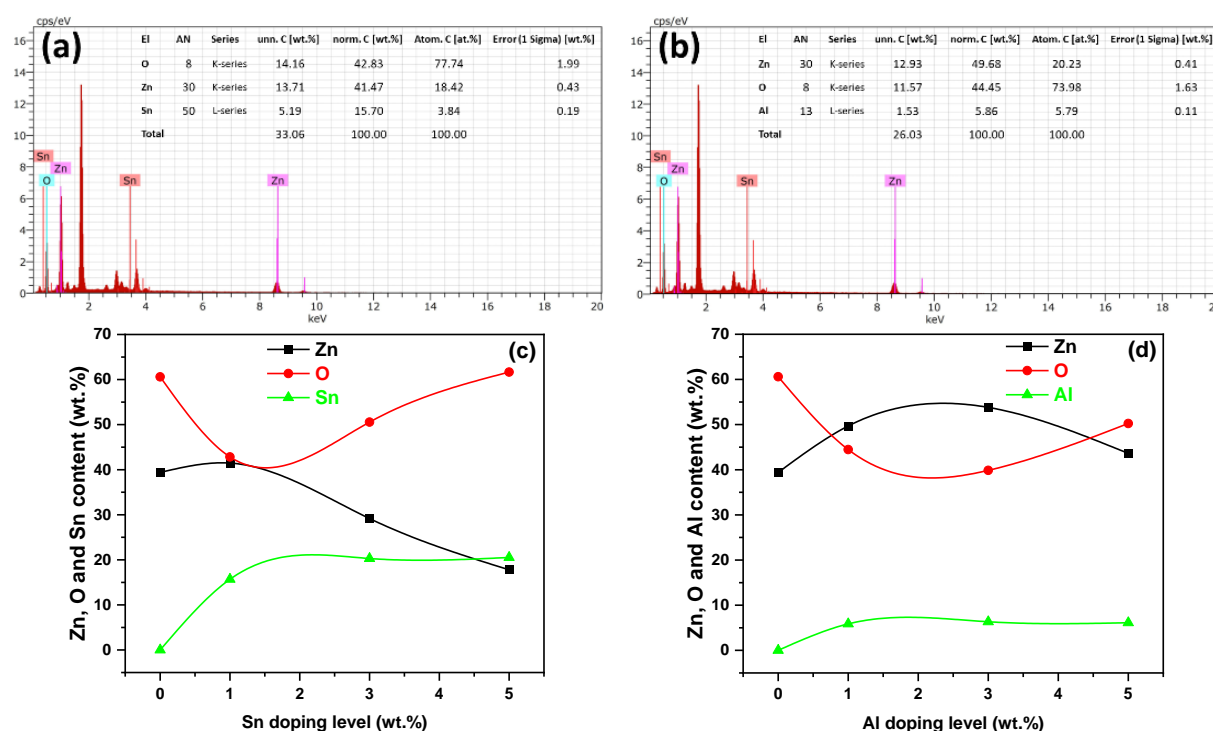 cps/eV
(a)
El AN Series unn. C [wt.%] norm. C [wt.%] Atom. C [at.%] Error (1 Sigma) [wt.%]
O 8 K-series 14.16 42.83 77.74 1.99
Zn 30 K-series 13.71 41.47 18.42 0.43
Sn 50 L-series 5.19 15.70 3.84 0.19
Total 33.06 100.00 100.00
16
14
12
10
8
6
4
2
0
Sn
O
Zn
Sn
Zn
2 4 6 8 10 12 14 16 18 20
keV
cps/eV
(b)
El AN Series unn. C [wt.%] norm. C [wt.%] Atom. C [at.%] Error (1 Sigma) [wt.%]
Zn 30 K-series 12.93 49.68 20.23 0.41
O 8 K-series 11.57 44.45 73.98 1.63
Al 13 L-series 1.53 5.86 5.79 0.11
Total 26.03 100.00 100.00
16
14
12
10
8
6
4
2
0
Sn
O
Zn
Sn
Zn
2 4 6 8 10 12 14 16 18 20
keV
(c)
Zn
O
Sn
Zn, O and Sn content (wt.%)
70
60
50
40
30
20
10
0
0 1 2 3 4 5
Sn doping level (wt.%)
(d)
Zn
O
Al
Zn, O and Al content (wt.%)
70
60
50
40
30
20
10
0
0 1 2 3 4 5
Al doping level (wt.%)